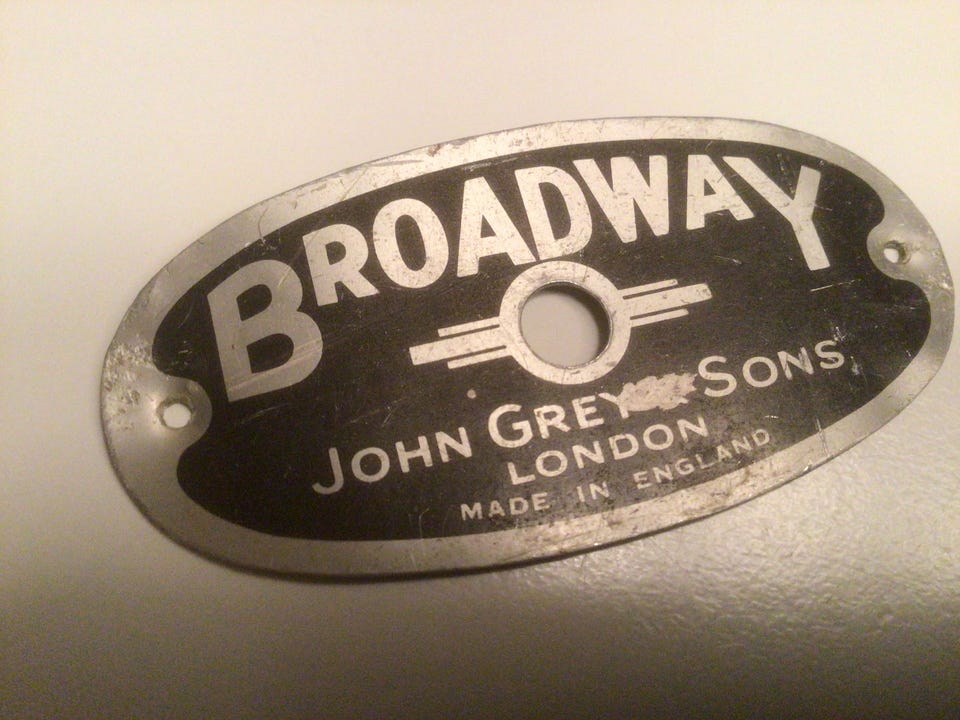 BROADWAY
JOHN GREY SONS
LONDON
MADE IN ENGLAND